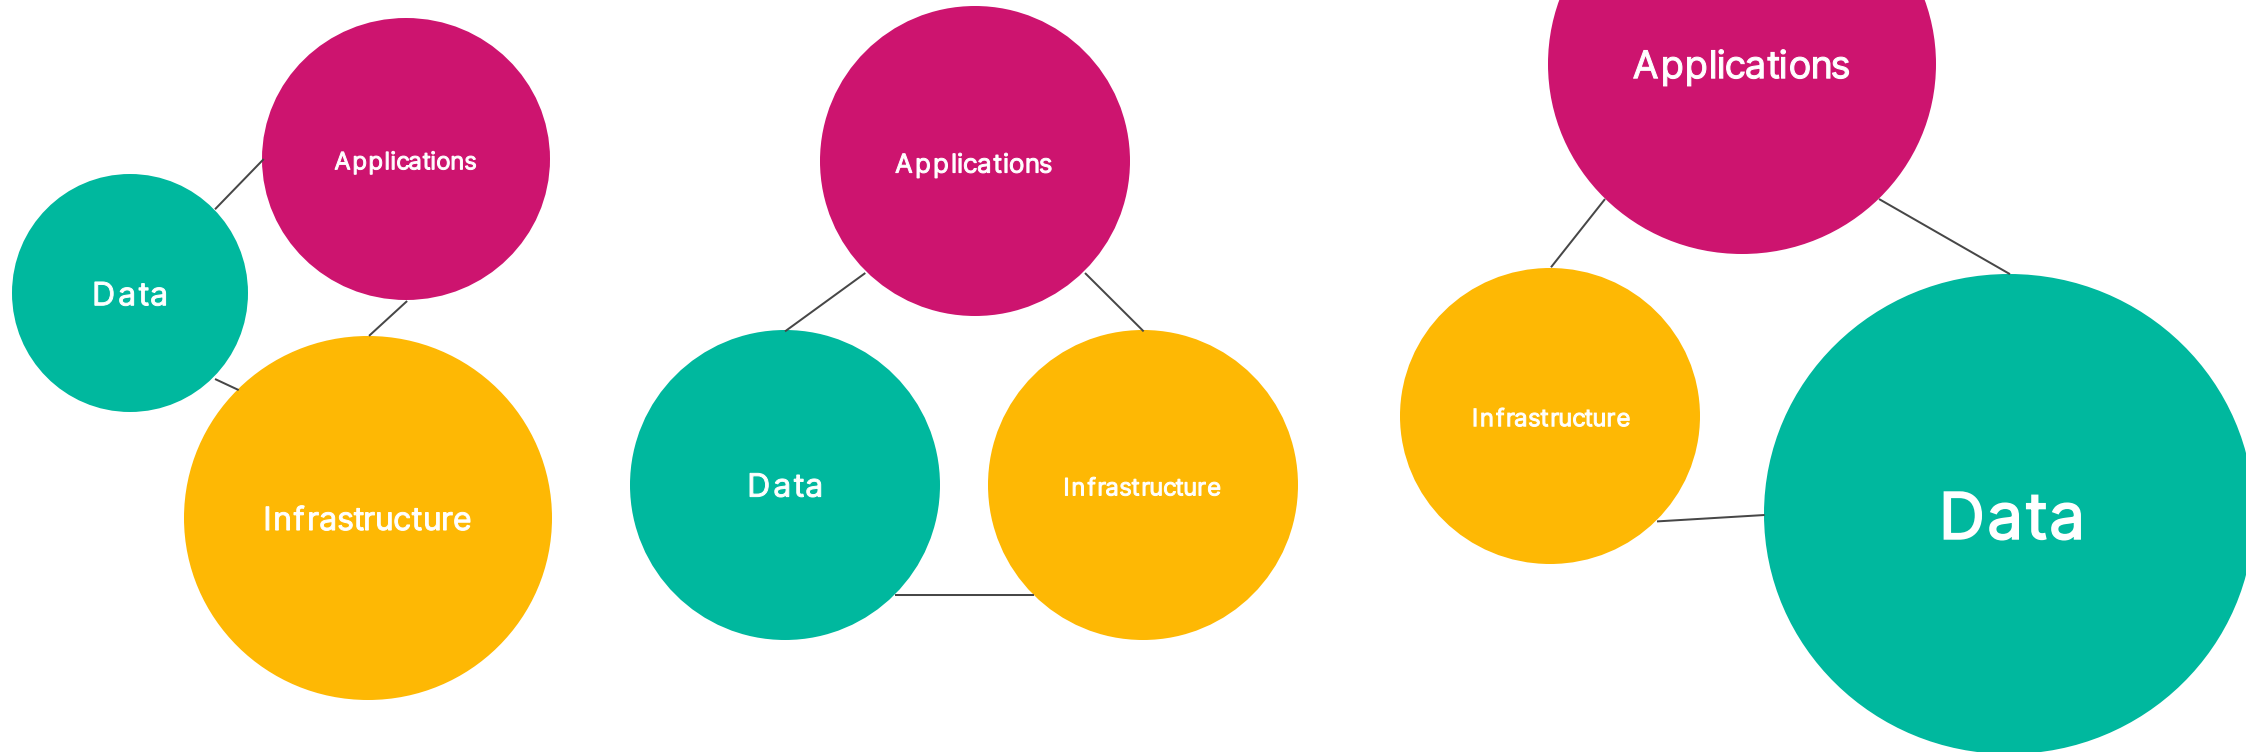 Applications
Data
Infrastructure
Applications
Data
Infrastructure
Applications
Infrastructure
Data